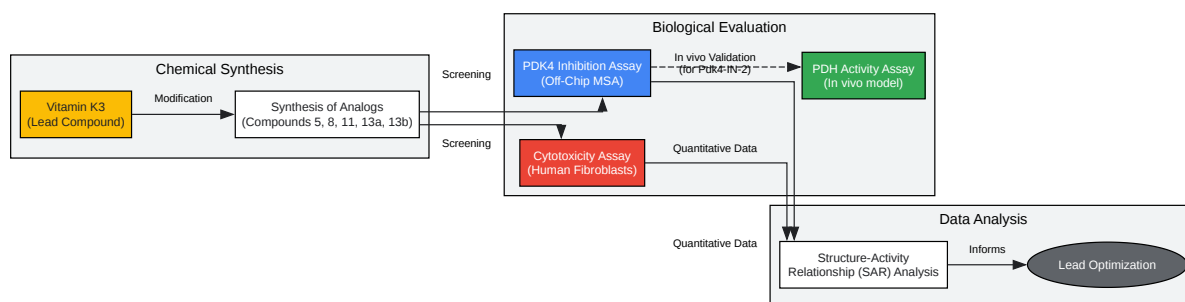 Biological Evaluation
Chemical Synthesis
Vitamin K3
(Lead Compound)
Modification
Synthesis of Analogs
(Compounds 5, 8, 11, 13a, 13b)
Screening
Screening
PDK4 Inhibition Assay
(Off-Chip MSA)
In vivo Validation
(for Pdk4-IN-2)
PDH Activity Assay
(In vivo model)
Cytotoxicity Assay
(Human Fibroblasts)
Quantitative Data
Data Analysis
Quantitative Data
Structure-Activity
Relationship (SAR) Analysis
Informs
Lead Optimization